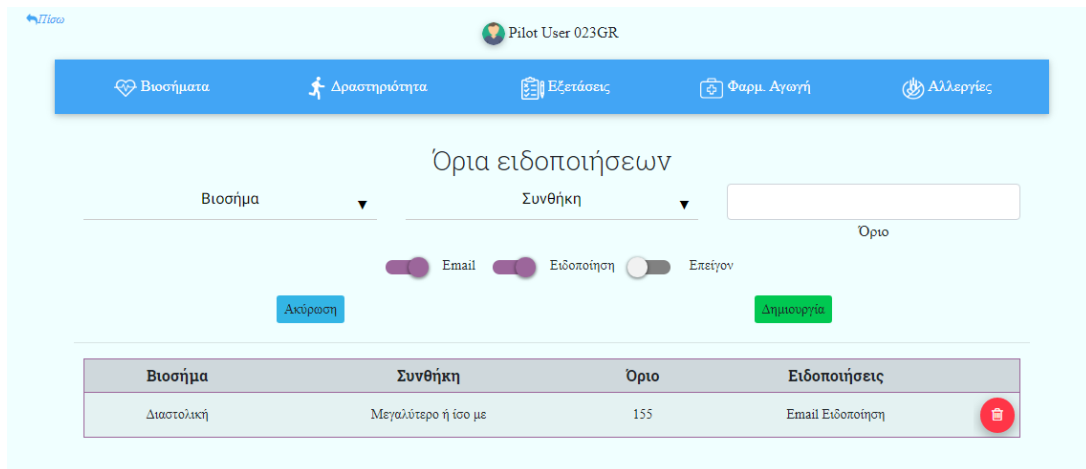 Πίσω
Pilot User 023GR
Βιοσήματα Δραστηριότητα Εξετάσεις Φαρμ. Αγωγή Αλλεργίες
Όρια ειδοποιήσεων
Βιοσήμα Συνθήκη
Όριο
Email Ειδοποίηση Επείγον
Ακύρωση Δημιουργία
Βιοσήμα Συνθήκη Όριο Ειδοποιήσεις
Διαστολική Μεγαλύτερο ή ίσο με 155 Email Ειδοποίηση